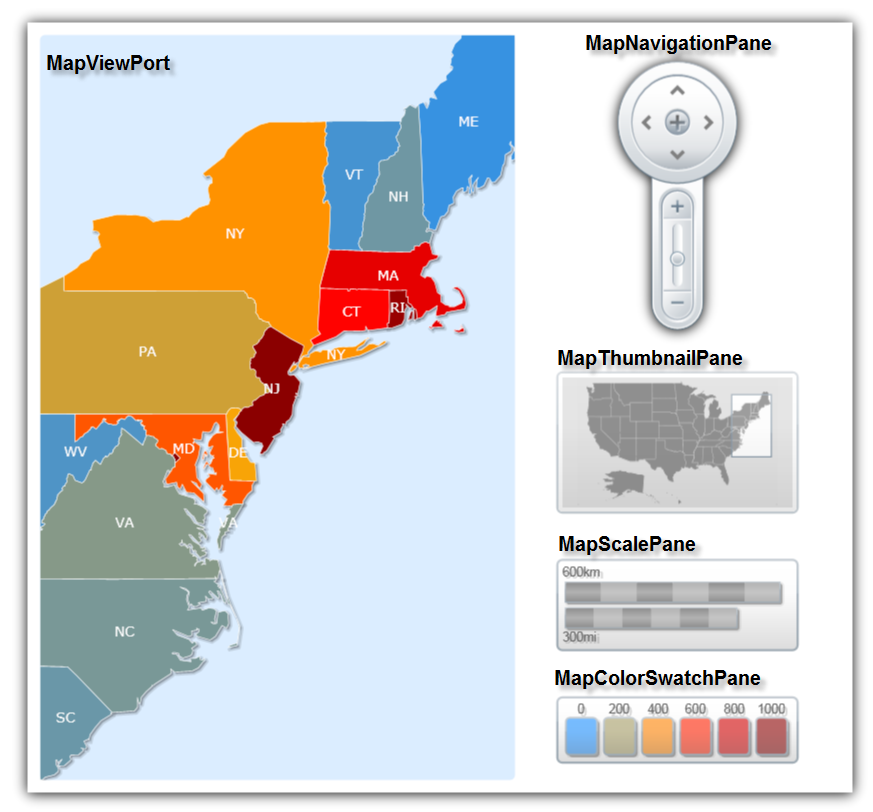 MapViewPort
ME
VT
NH
NY
MA
CT
RI
NY
PA
NJ
WV
MD
DE
VA
VA
NC
SC
MapNavigationPane
MapThumbnailPane
MapScalePane
600km
300mi
MapColorSwatchPane
0 200 400 600 800 1000